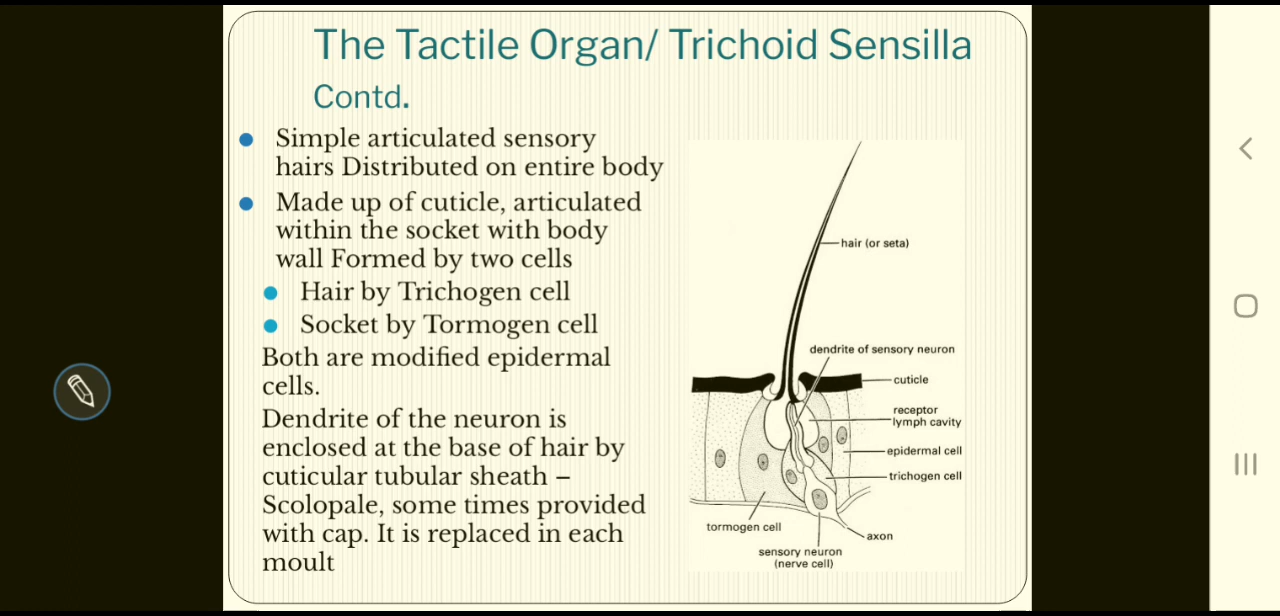 The Tactile Organ/ Trichoid Sensilla
Contd.
Simple articulated sensory
hairs Distributed on entire body
Made up of cuticle, articulated
within the socket with body
wall Formed by two cells
Hair by Trichogen cell
Socket by Tormogen cell
Both are modified epidermal
cells.
Dendrite of the neuron is
enclosed at the base of hair by
cuticular tubular sheath –
Scolopale, some times provided
with cap. It is replaced in each
moult
hair (or seta)
dendrite of sensory neuron
cuticle
receptor
lymph cavity
epidermal cell
trichogen cell
tormogen cell
axon
sensory neuron
(nerve cell)